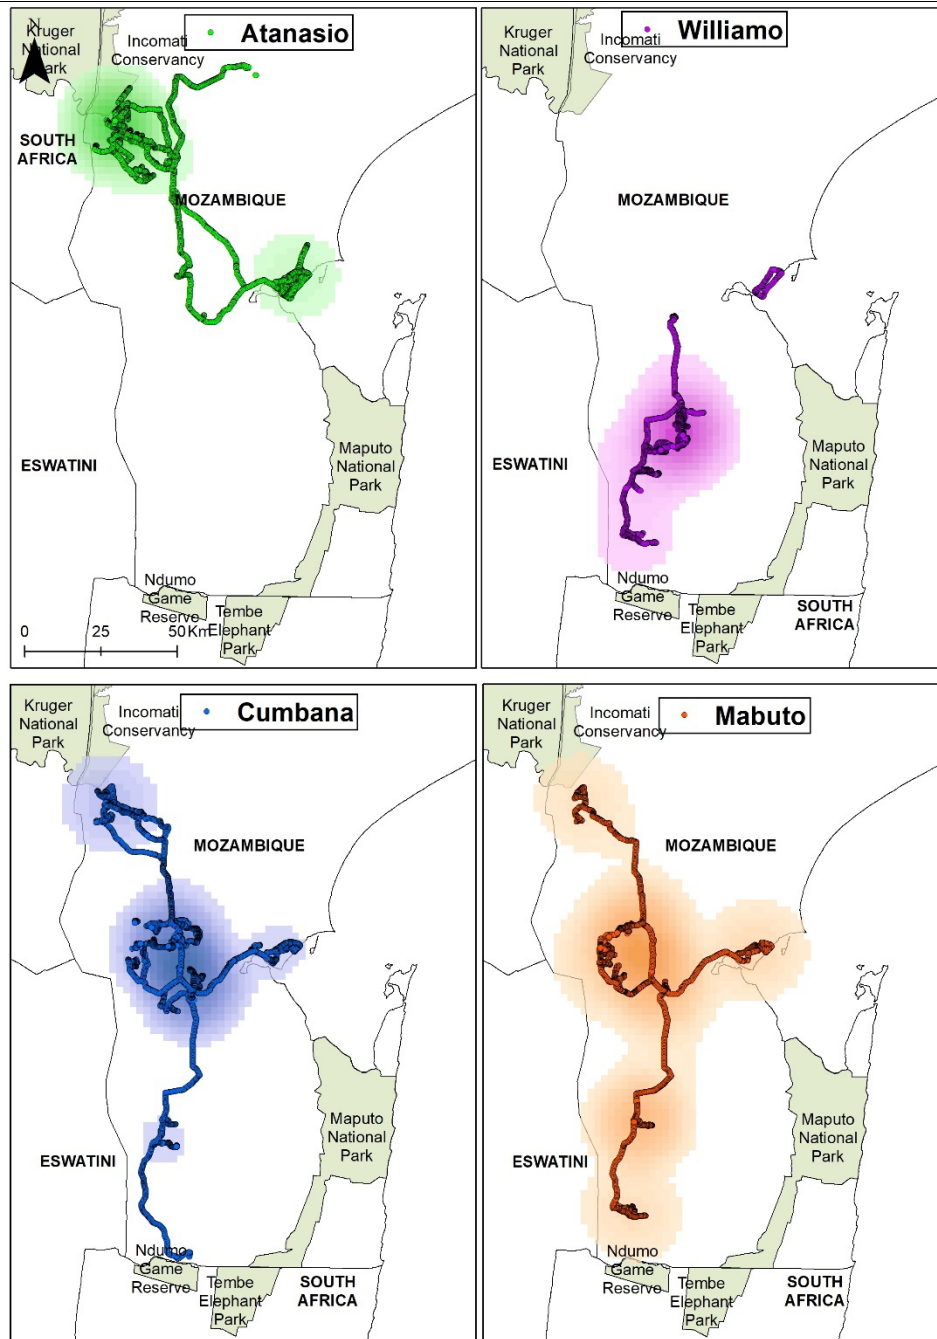 N
Kruger
National
Park
Incomati
Conservancy
Atanasio
SOUTH
AFRICA
MOZAMBIQUE
ESWATINI
Maputo
National
Park
Ndumo
Game
Reserve
Tembe
Elephant
Park
0 25 50 Km
Kruger
National
Park
Incomati
Conservancy
Williamo
MOZAMBIQUE
ESWATINI
Maputo
National
Park
Ndumo
Game
Reserve
Tembe
Elephant
Park
SOUTH
AFRICA
Kruger
National
Park
Incomati
Conservancy
Cumbana
MOZAMBIQUE
ESWATINI
Maputo
National
Park
Ndumo
Game
Reserve
Tembe
Elephant
Park
SOUTH
AFRICA
Kruger
National
Park
Incomati
Conservancy
Mabuto
MOZAMBIQUE
ESWATINI
Maputo
National
Park
Ndumo
Game
Reserve
Tembe
Elephant
Park
SOUTH
AFRICA